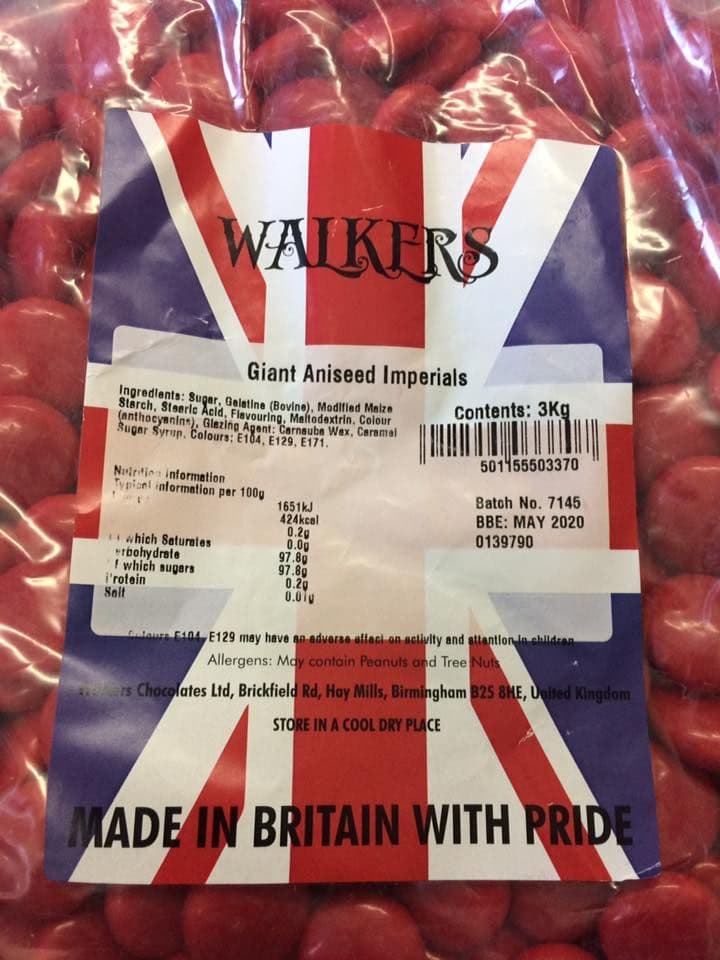 WALKERS
Giant Aniseed Imperials
Ingredients: Sugar, Gelatine (Bovine), Modified Maize
Starch, Stearic Acid, Flavouring, Maltodextrin, Colour
(anthocyanins), Glazing Agent: Carnauba Wax, Caramel
Sugar Syrup, Colours: E104, E129, E171.
Contents: 3Kg
501155503370
Batch No. 7145
BBE: MAY 2020
0139790
Nutrition Information
Typical information per 100g
1651kJ
424kcal
0.2g
which Saturates 0.0g
97.8g
f which sugars 97.8g
Protein 0.2g
Salt 0.01g
Colours E104, E129 may have an adverse effect on activity and attention in children
Allergens: May contain Peanuts and Tree Nuts
Walkers Chocolates Ltd, Brickfield Rd, Hay Mills, Birmingham B25 8HE, United Kingdom
STORE IN A COOL DRY PLACE
MADE IN BRITAIN WITH PRIDE